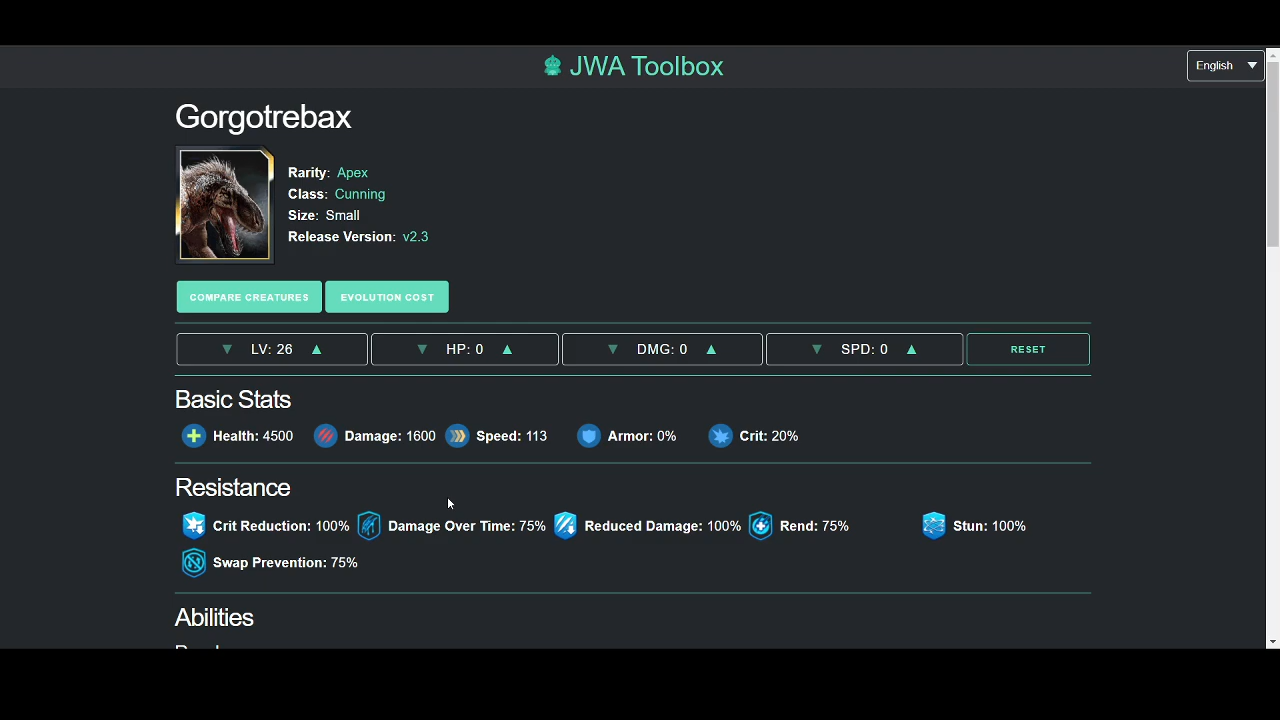 JWA Toolbox
English
Gorgotrebax
Rarity: Apex
Class: Cunning
Size: Small
Release Version: v2.3
COMPARE CREATURES EVOLUTION COST
LV: 26 HP: 0 DMG: 0 SPD: 0 RESET
Basic Stats
Health: 4500 Damage: 1600 Speed: 113 Armor: 0% Crit: 20%
Resistance
Crit Reduction: 100% Damage Over Time: 75% Reduced Damage: 100% Rend: 75% Stun: 100%
Swap Prevention: 75%
Abilities